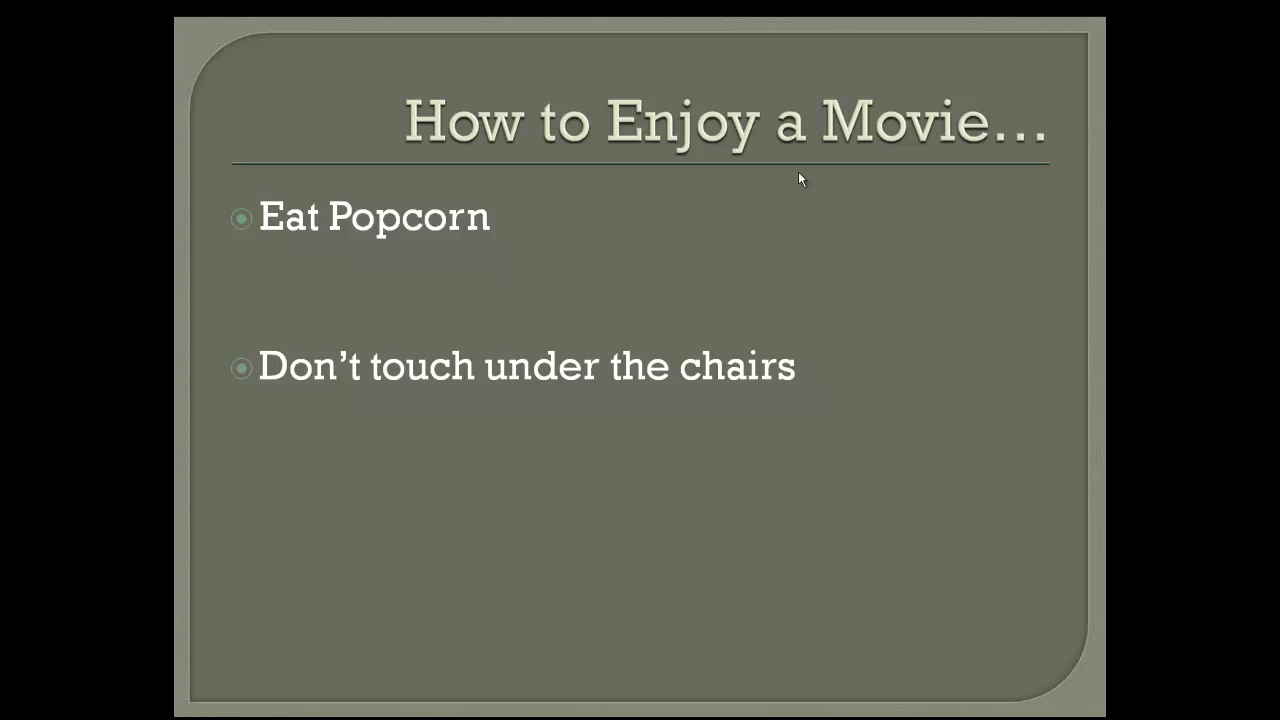 How to Enjoy a Movie…
Eat Popcorn
Don’t touch under the chairs